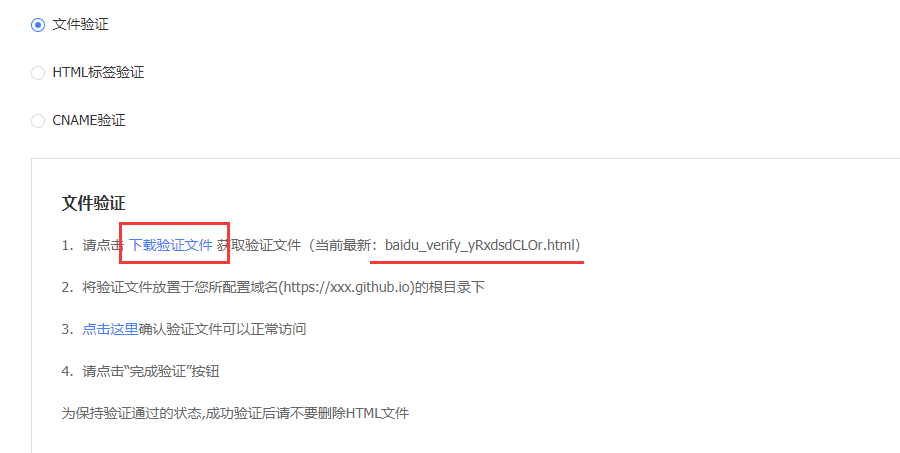 文件验证
HTML标签验证
CNAME验证
文件验证
1. 请点击 下载验证文件 获取验证文件（当前最新：baidu_verify_yRxdsdCLOr.html）
2. 将验证文件放置于您所配置域名(https://xxx.github.io)的根目录下
3. 点击这里确认验证文件可以正常访问
4. 请点击“完成验证”按钮
为保持验证通过的状态,成功验证后请不要删除HTML文件